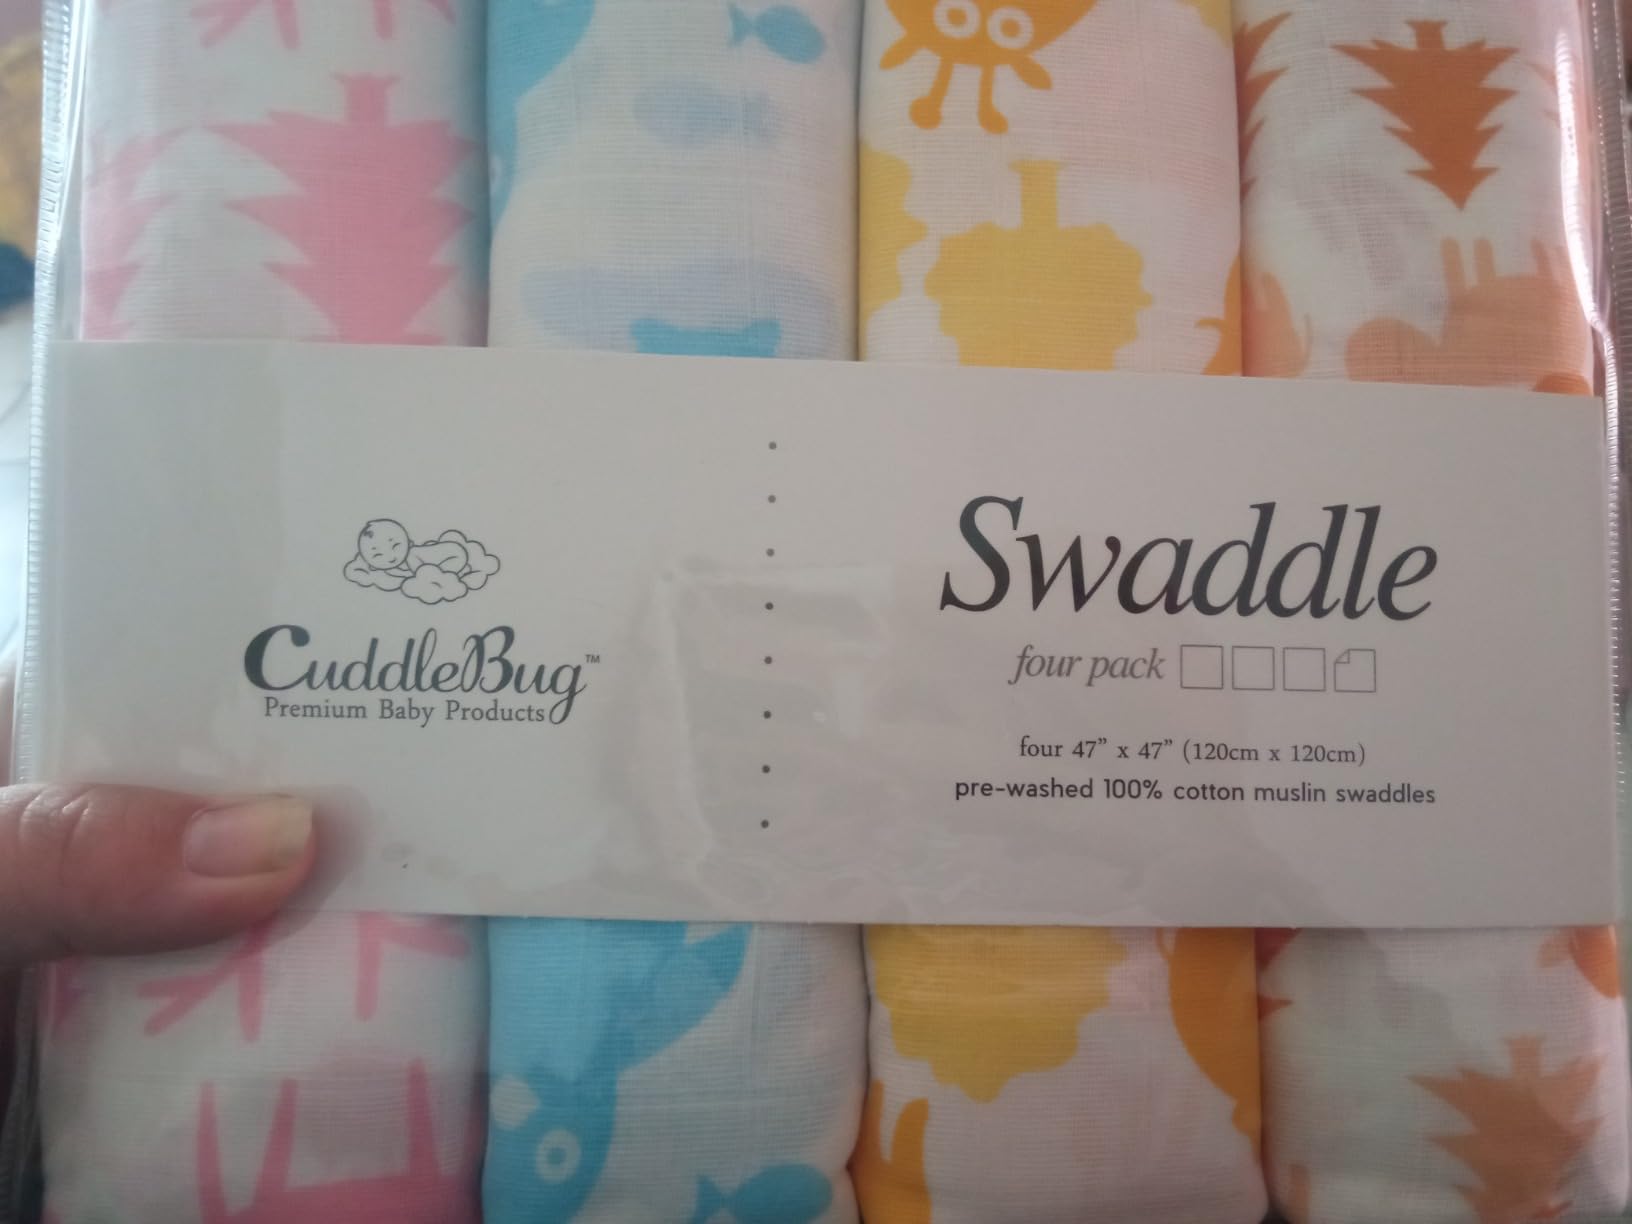 CuddleBug™
Premium Baby Products
Swaddle
four pack
four 47” x 47” (120cm x 120cm)
pre-washed 100% cotton muslin swaddles